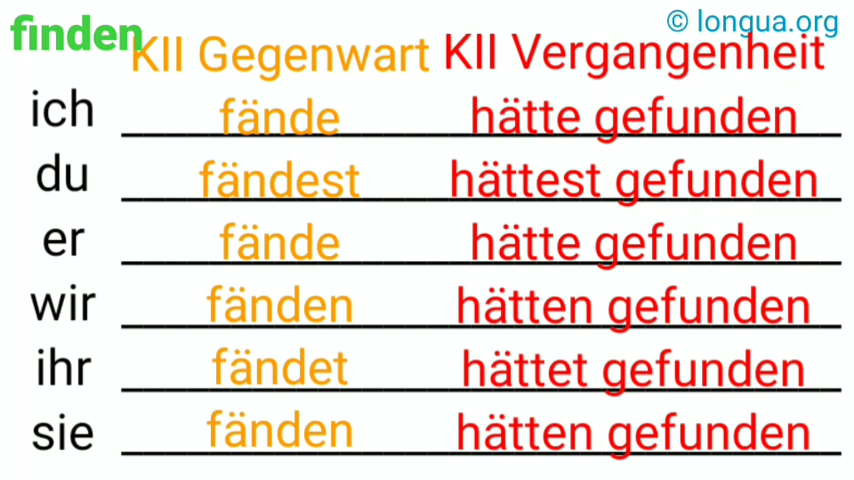 © longua.org
finden KII Gegenwart KII Vergangenheit
ich fände hätte gefunden
du fändest hättest gefunden
er fände hätte gefunden
wir fänden hätten gefunden
ihr fändet hättet gefunden
sie fänden hätten gefunden